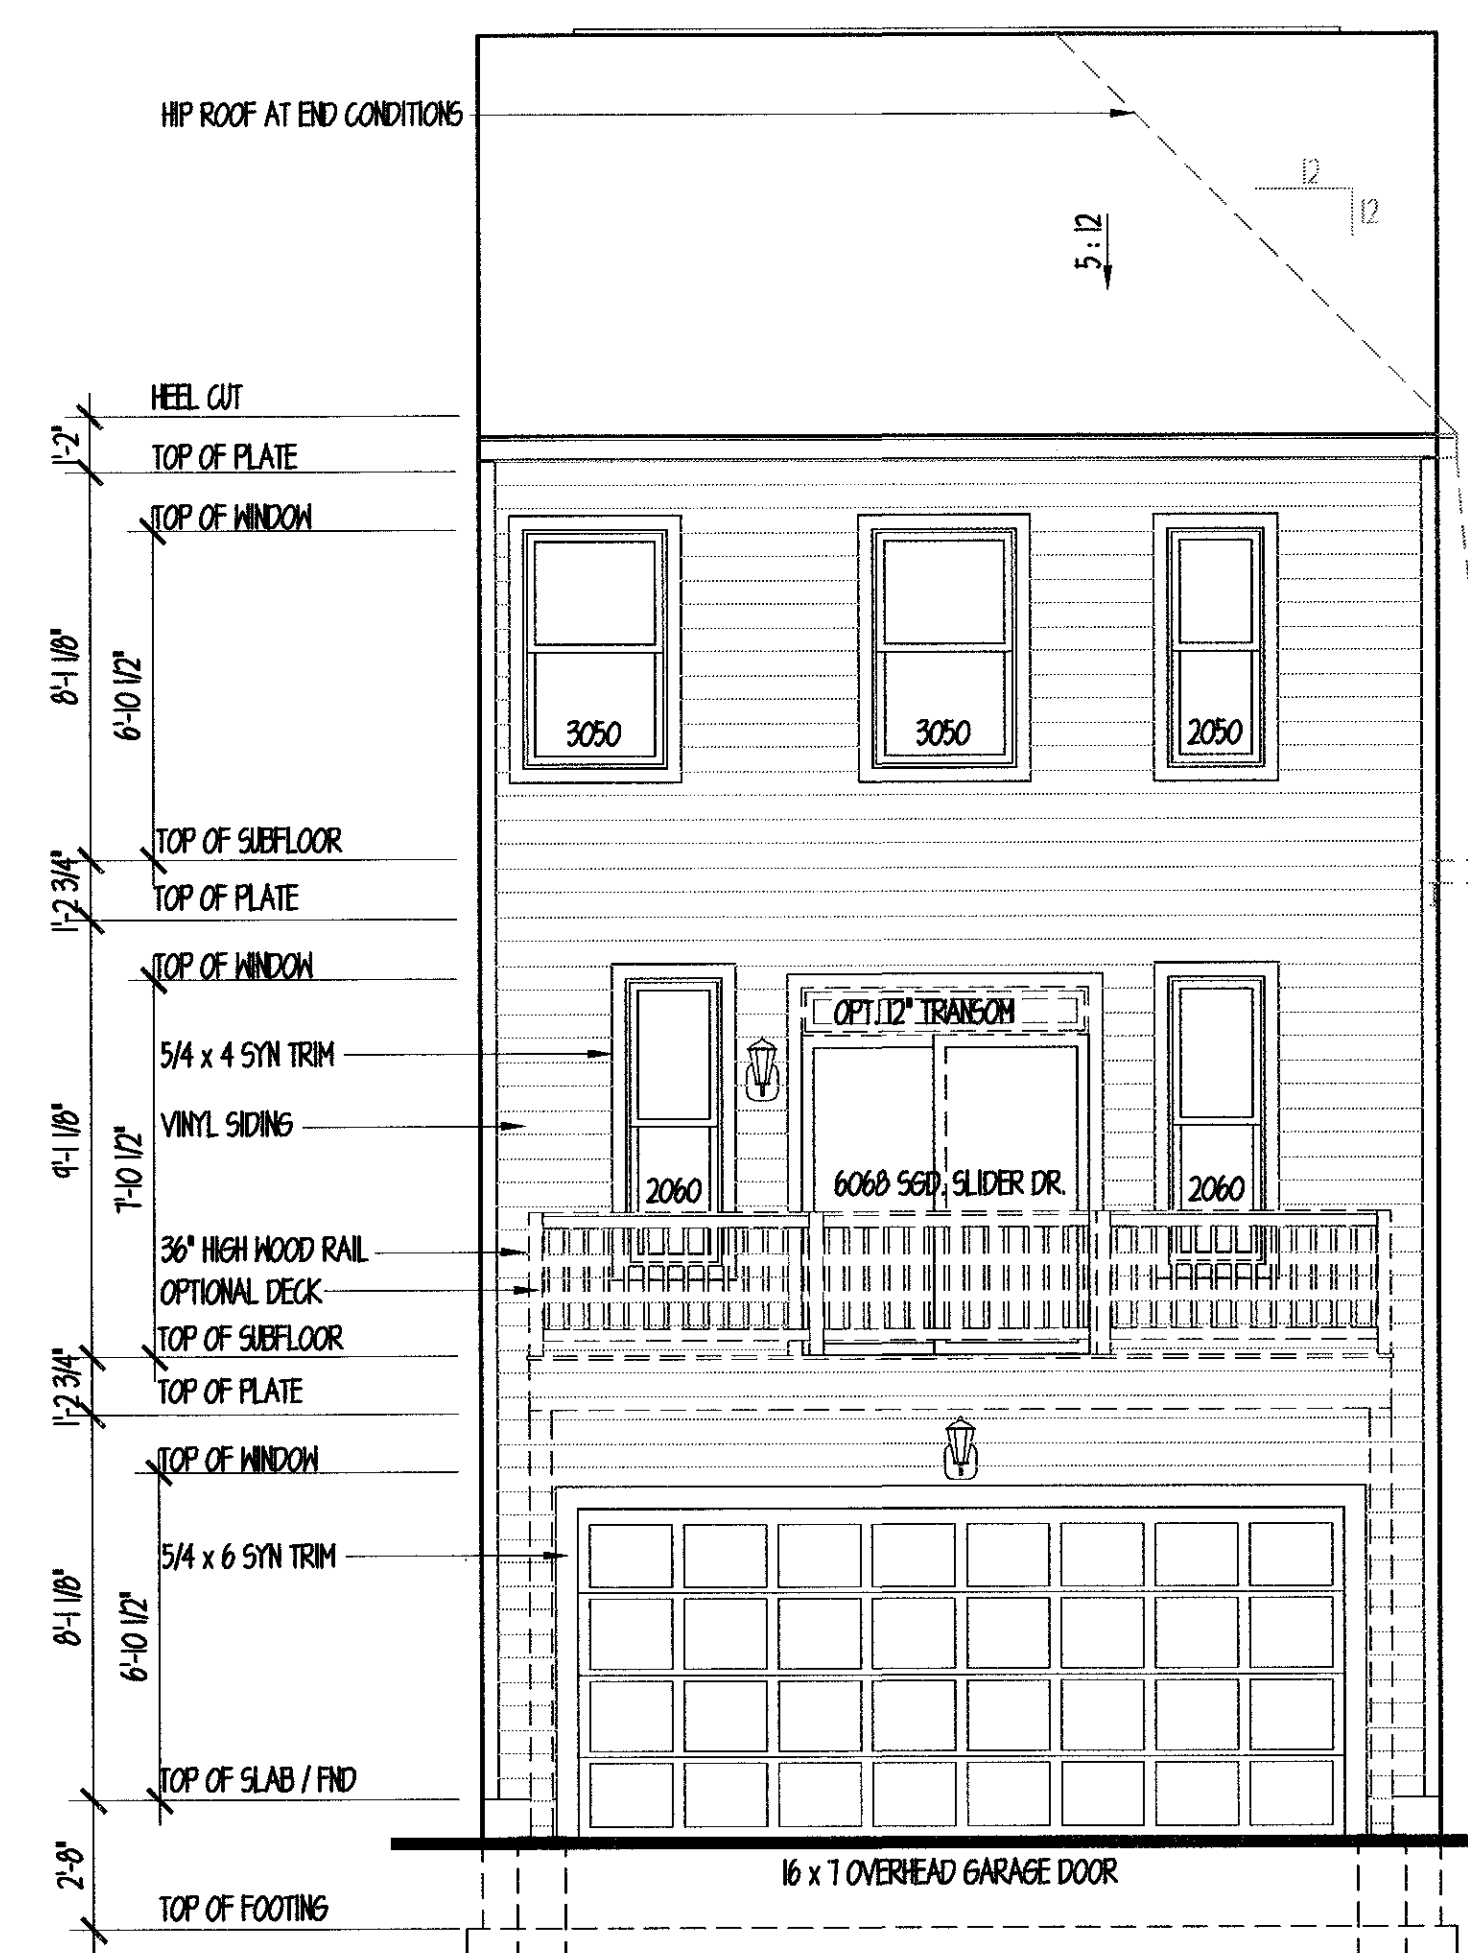 HIP ROOF AT END CONDITIONS
12
12
5 : 12
HEEL CUT
1'-2"
TOP OF PLATE
TOP OF WINDOW
8'-1 1/8"
6'-10 1/2"
3050
3050
2050
TOP OF SUBFLOOR
1'-2 3/4"
TOP OF PLATE
TOP OF WINDOW
OPT. 12" TRANSOM
5/4 x 4 SYN TRIM
VINYL SIDING
9'-1 1/8"
7'-10 1/2"
2060
6068 SGD. SLIDER DR.
2060
36" HIGH WOOD RAIL
OPTIONAL DECK
TOP OF SUBFLOOR
1'-2 3/4"
TOP OF PLATE
TOP OF WINDOW
5/4 x 6 SYN TRIM
8'-1 1/8"
6'-10 1/2"
TOP OF SLAB / FND
2'-8"
16 x 7 OVERHEAD GARAGE DOOR
TOP OF FOOTING